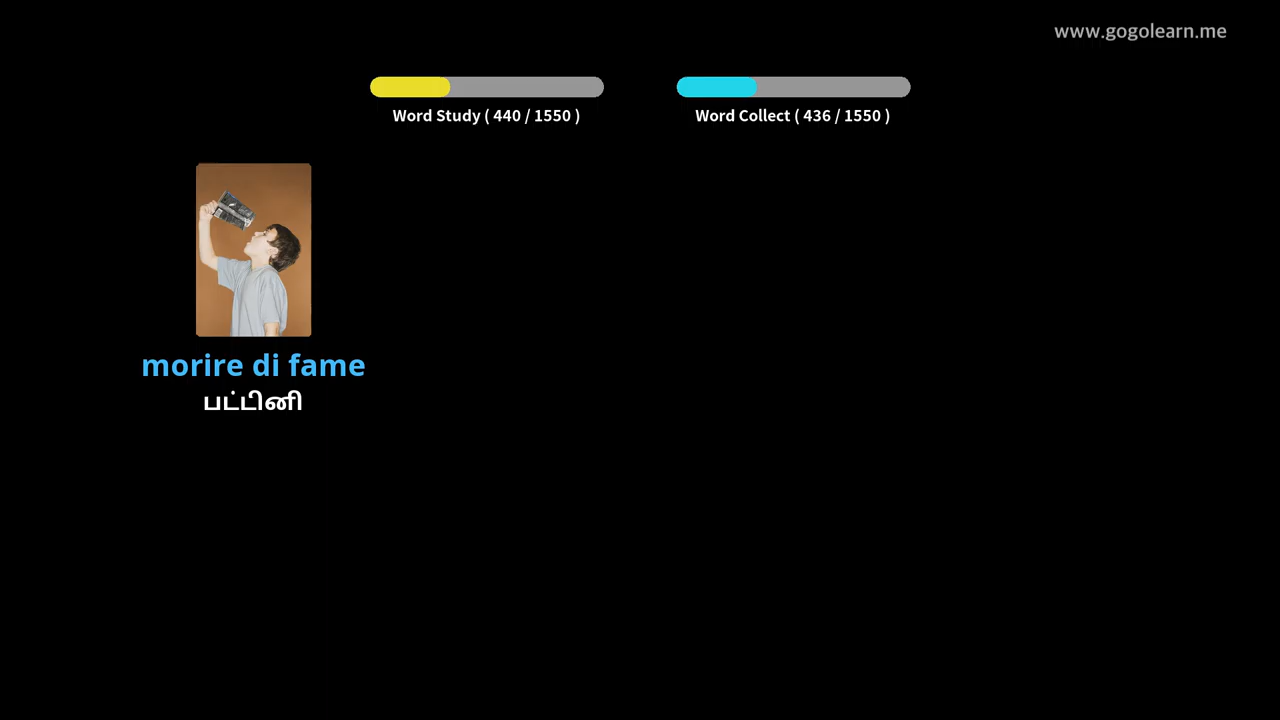 www.gogolearn.me
Word Study ( 440 / 1550 )
Word Collect ( 436 / 1550 )
morire di fame
பட்டினி